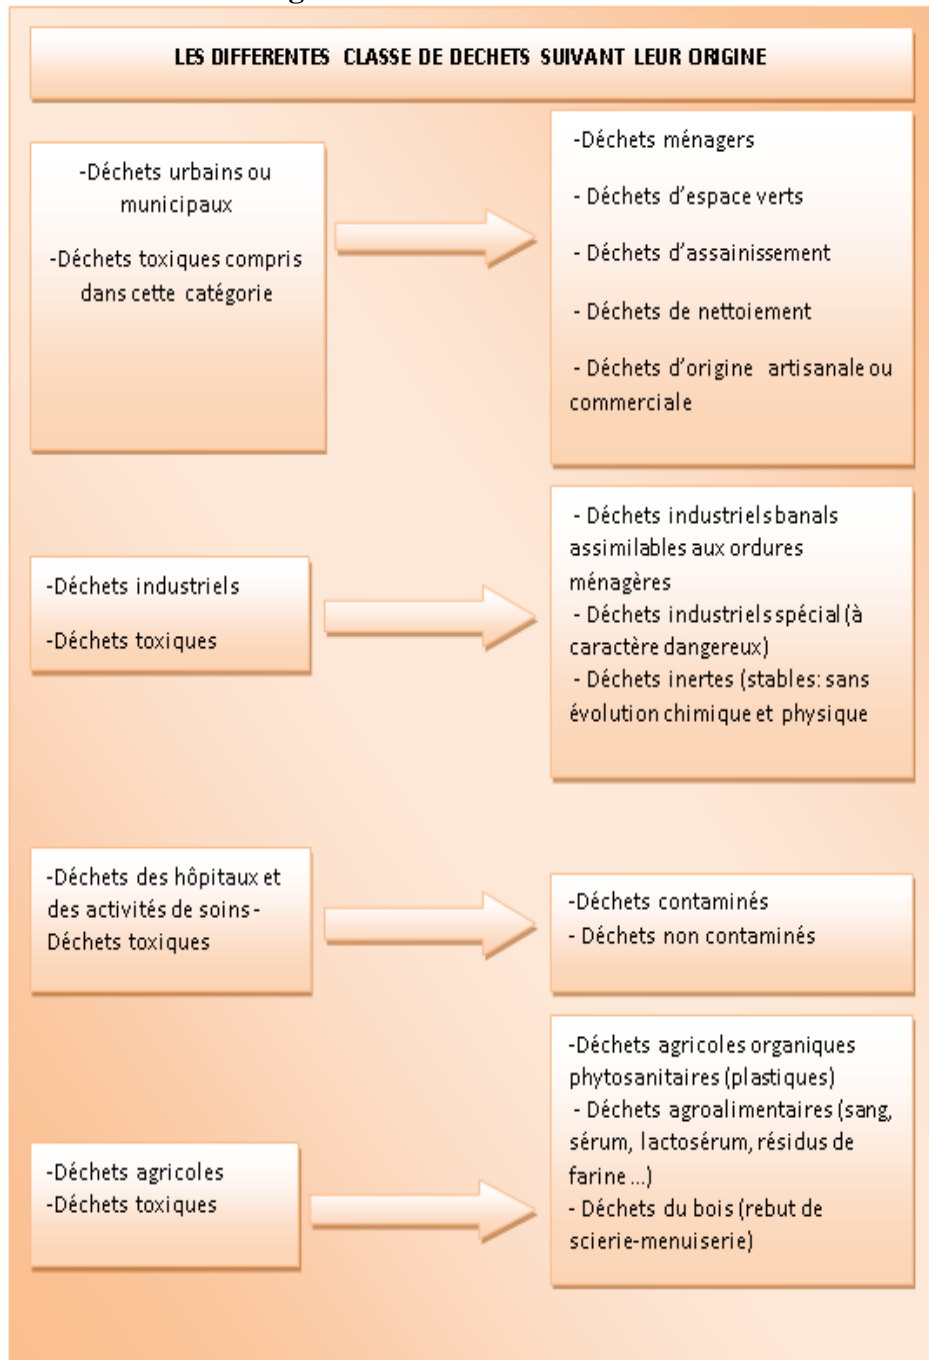 LES DIFFERENTES CLASSE DE DECHETS SUIVANT LEUR ORIGINE
-Déchets urbains ou
municipaux
-Déchets toxiques compris
dans cette catégorie
-Déchets ménagers
- Déchets d’espace verts
- Déchets d’assainissement
- Déchets de nettoiement
- Déchets d’origine artisanale ou
commerciale
-Déchets industriels
-Déchets toxiques
- Déchets industriels banals
assimilables aux ordures
ménagères
- Déchets industriels spécial (à
caractère dangereux)
- Déchets inertes (stables: sans
évolution chimique et physique
-Déchets des hôpitaux et
des activités de soins-
Déchets toxiques
-Déchets contaminés
- Déchets non contaminés
-Déchets agricoles
-Déchets toxiques
-Déchets agricoles organiques
phytosanitaires (plastiques)
- Déchets agroalimentaires (sang,
sérum, lactosérum, résidus de
farine ...)
- Déchets du bois (rebut de
scierie-menuiserie)